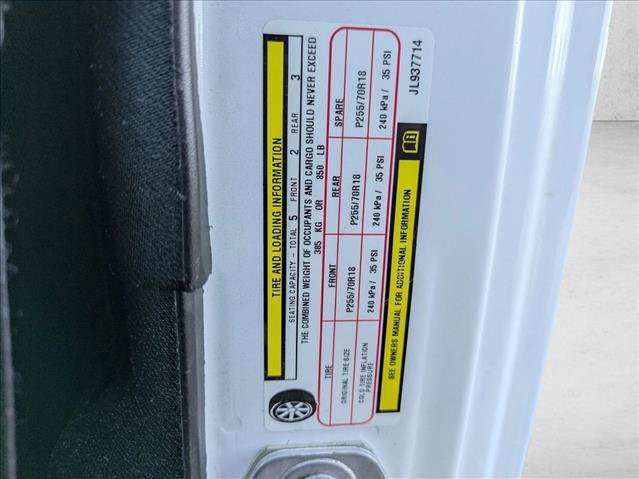 TIRE AND LOADING INFORMATION
SEATING CAPACITY - TOTAL 5 FRONT 2 REAR 3
THE COMBINED WEIGHT OF OCCUPANTS AND CARGO SHOULD NEVER EXCEED
385 KG OR 850 LB
TIRE FRONT REAR SPARE
ORIGINAL TIRE SIZE P255/70R18 P255/70R18 P255/70R18
COLD TIRE INFLATION
PRESSURE 240 kPa / 35 PSI 240 kPa / 35 PSI 240 kPa / 35 PSI
SEE OWNERS MANUAL FOR ADDITIONAL INFORMATION
JL937714